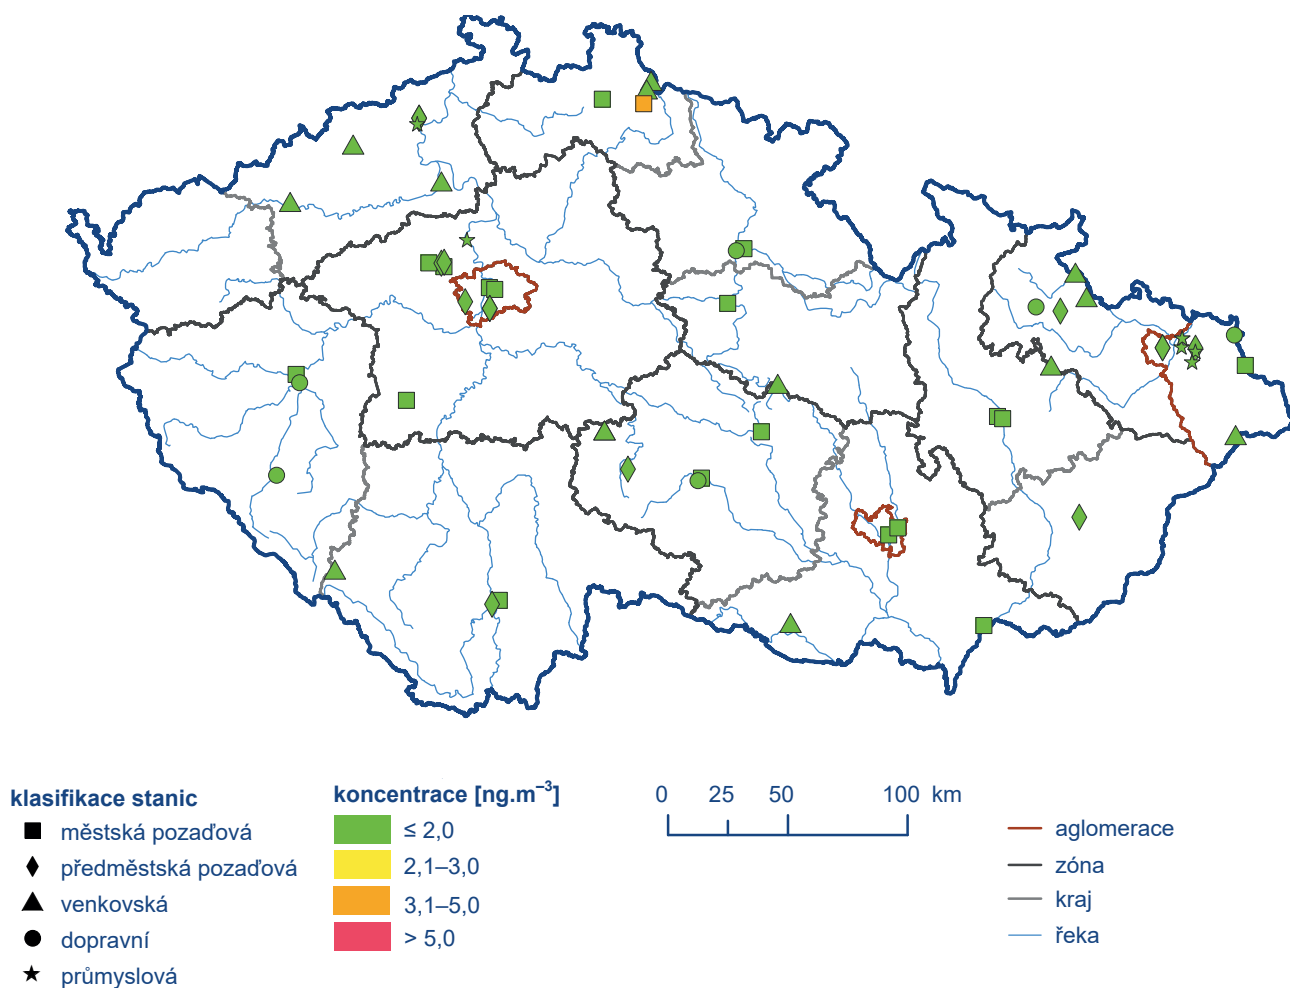 klasifikace stanic
městská pozaďová
předměstská pozaďová
venkovská
dopravní
průmyslová
koncentrace [ng.m⁻³]
≤ 2,0
2,1–3,0
3,1–5,0
> 5,0
0 25 50 100 km
aglomerace
zóna
kraj
řeka